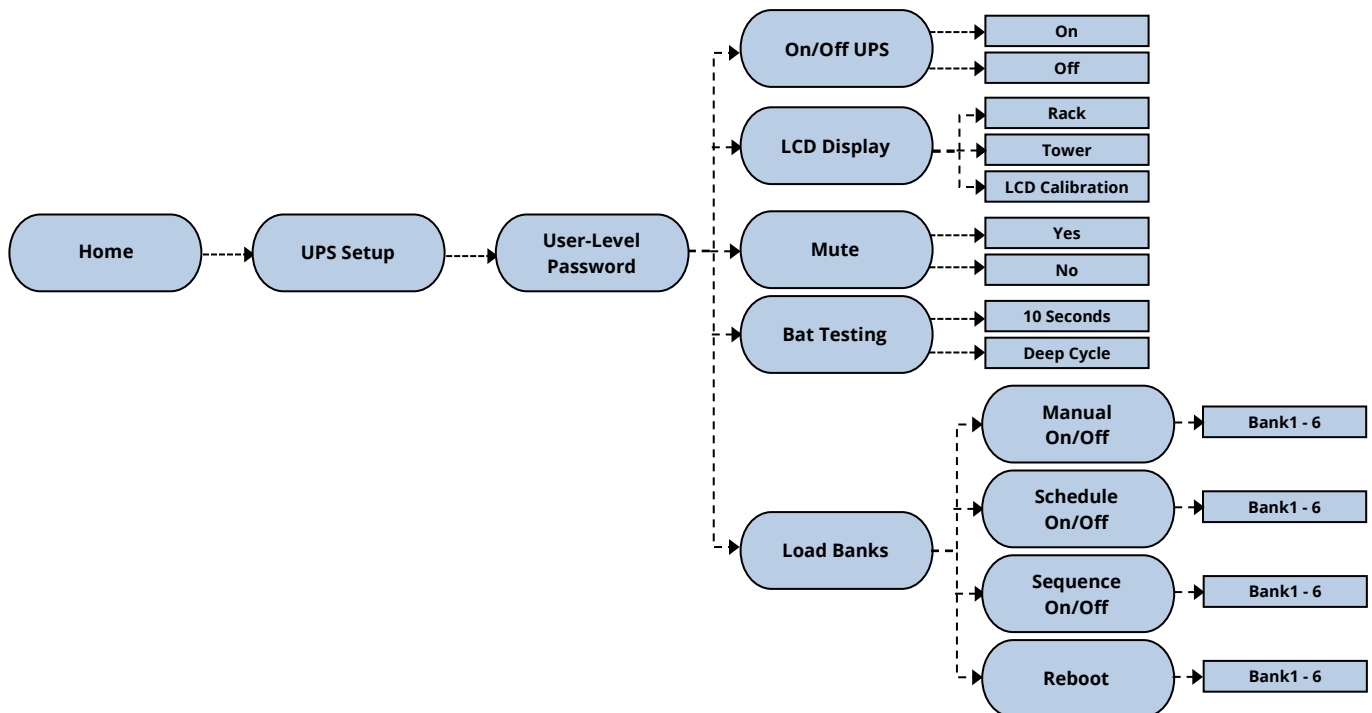 Home
UPS Setup
User-Level
Password
On/Off UPS
On
Off
LCD Display
Rack
Tower
LCD Calibration
Mute
Yes
No
Bat Testing
10 Seconds
Deep Cycle
Load Banks
Manual
On/Off
Bank1 - 6
Schedule
On/Off
Bank1 - 6
Sequence
On/Off
Bank1 - 6
Reboot
Bank1 - 6